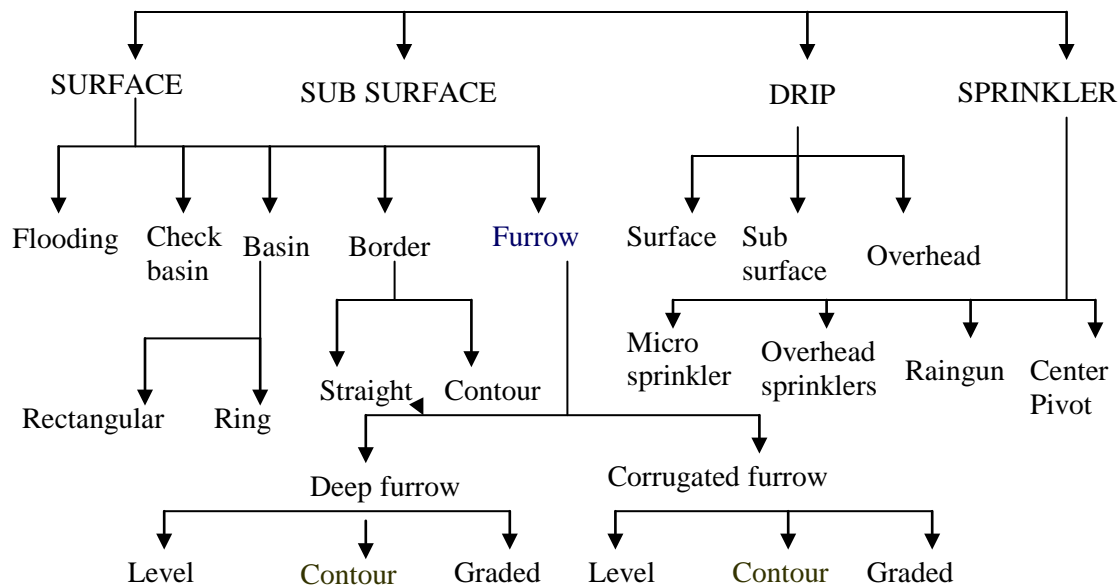 SURFACE
SUB SURFACE
DRIP
SPRINKLER
Flooding
Check
basin
Basin
Border
Furrow
Surface
Sub
surface
Overhead
Micro
sprinkler
Overhead
sprinklers
Raingun
Center
Pivot
Rectangular
Ring
Straight
Contour
Deep furrow
Corrugated furrow
Level
Contour
Graded
Level
Contour
Graded